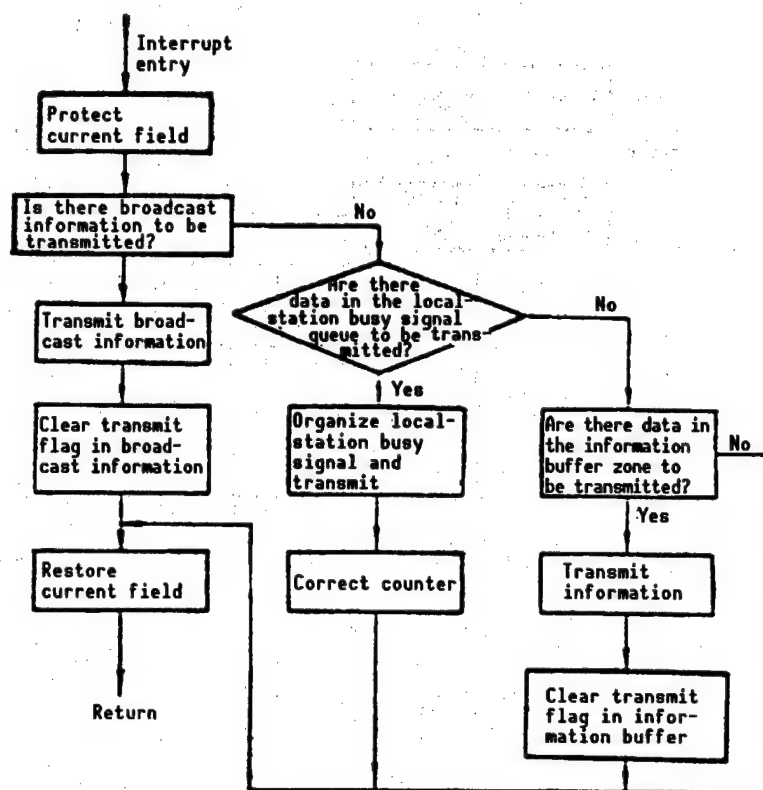 Interrupt
entry
Protect
current field
Is there broadcast
information to be
transmitted?
No
Are there
data in the local-
station busy signal
queue to be trans-
mitted?
No
Transmit broad-
cast information
Yes
Clear transmit
flag in broad-
cast information
Organize local-
station busy
signal and
transmit
Are there data in
the information
buffer zone to
be transmitted?
No
Yes
Restore
current field
Correct counter
Transmit
information
Return
Clear transmit
flag in infor-
mation buffer